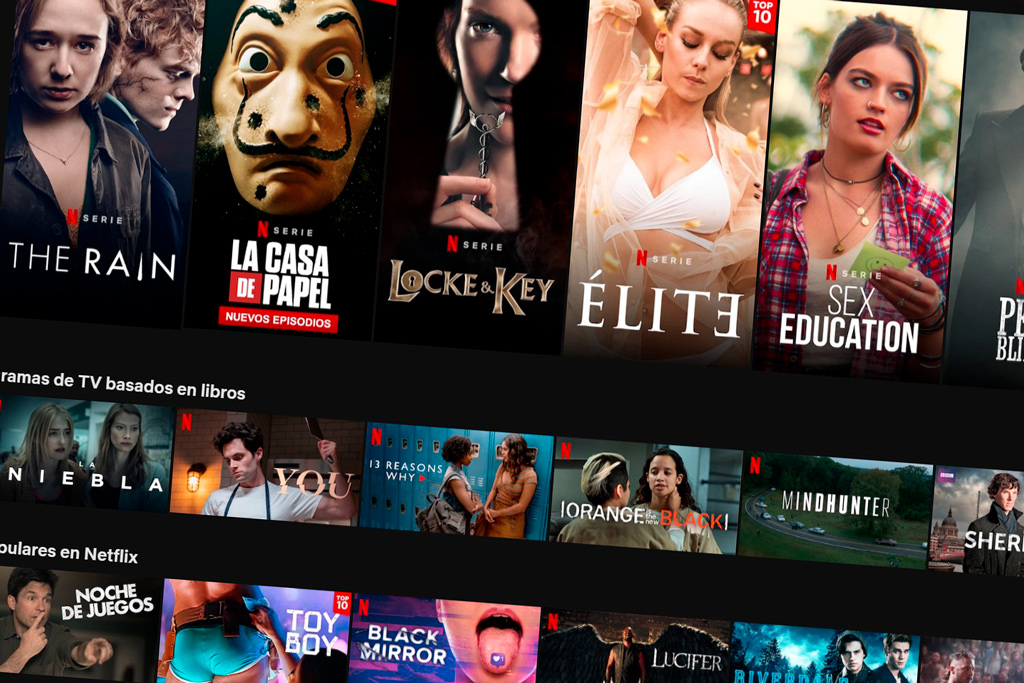 TOP
10
N SERIE
THE RAIN
N SERIE
LA CASA
DE PAPEL
NUEVOS EPISODIOS
N SERIE
LOCKE & KEY
N SERIE
ÉLITE
N SERIE
SEX
EDUCATION
ramas de TV basados en libros
N
LA
NIEBLA
N
YOU
N
13 REASONS
WHY
N
ORANGE is the new BLACK
N
MINDHUNTER
BBC
SHER
pulares en Netflix
NOCHE
DE JUEGOS
TOP
10
TOY
BOY
N
BLACK
MIRROR
N
LUCIFER
RIVERDALE